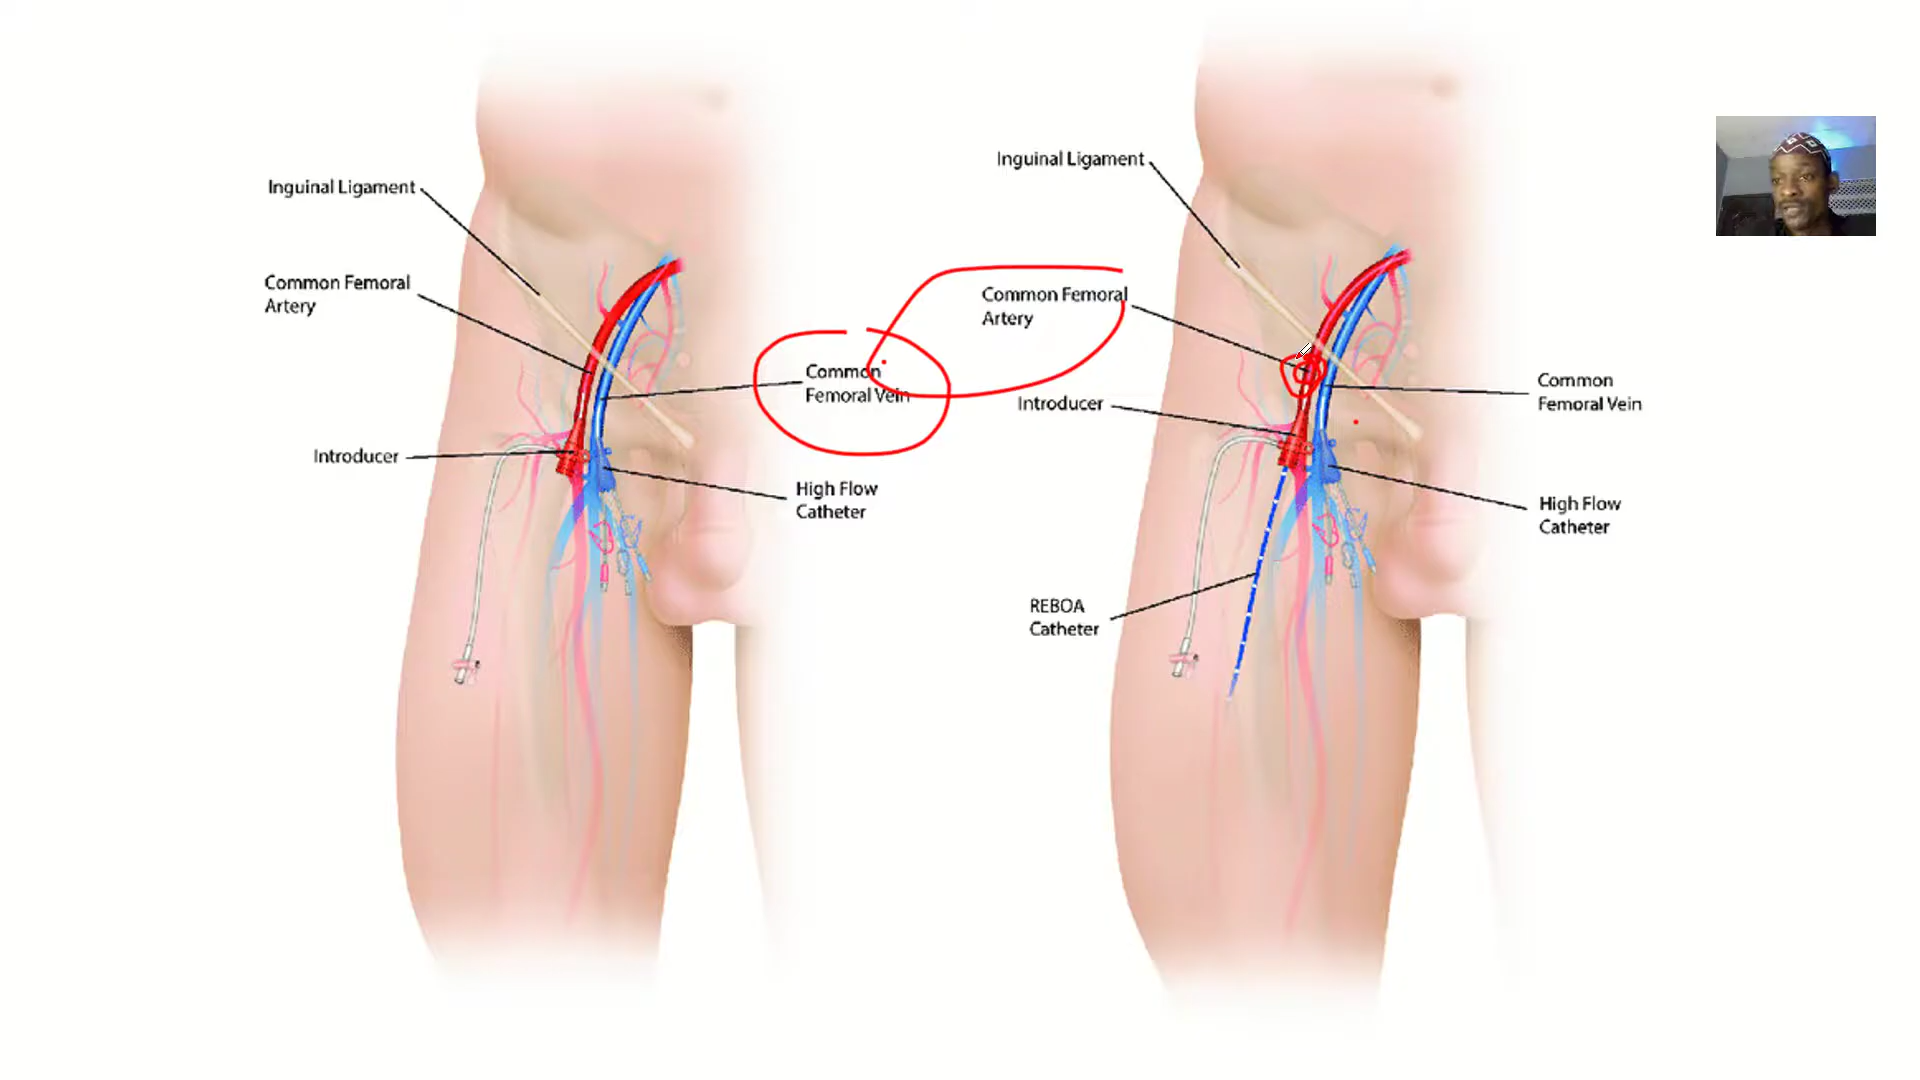 Inguinal Ligament
Common Femoral
Artery
Common
Femoral Vein
Introducer
High Flow
Catheter
Inguinal Ligament
Common Femoral
Artery
Introducer
Common
Femoral Vein
High Flow
Catheter
REBOA
Catheter